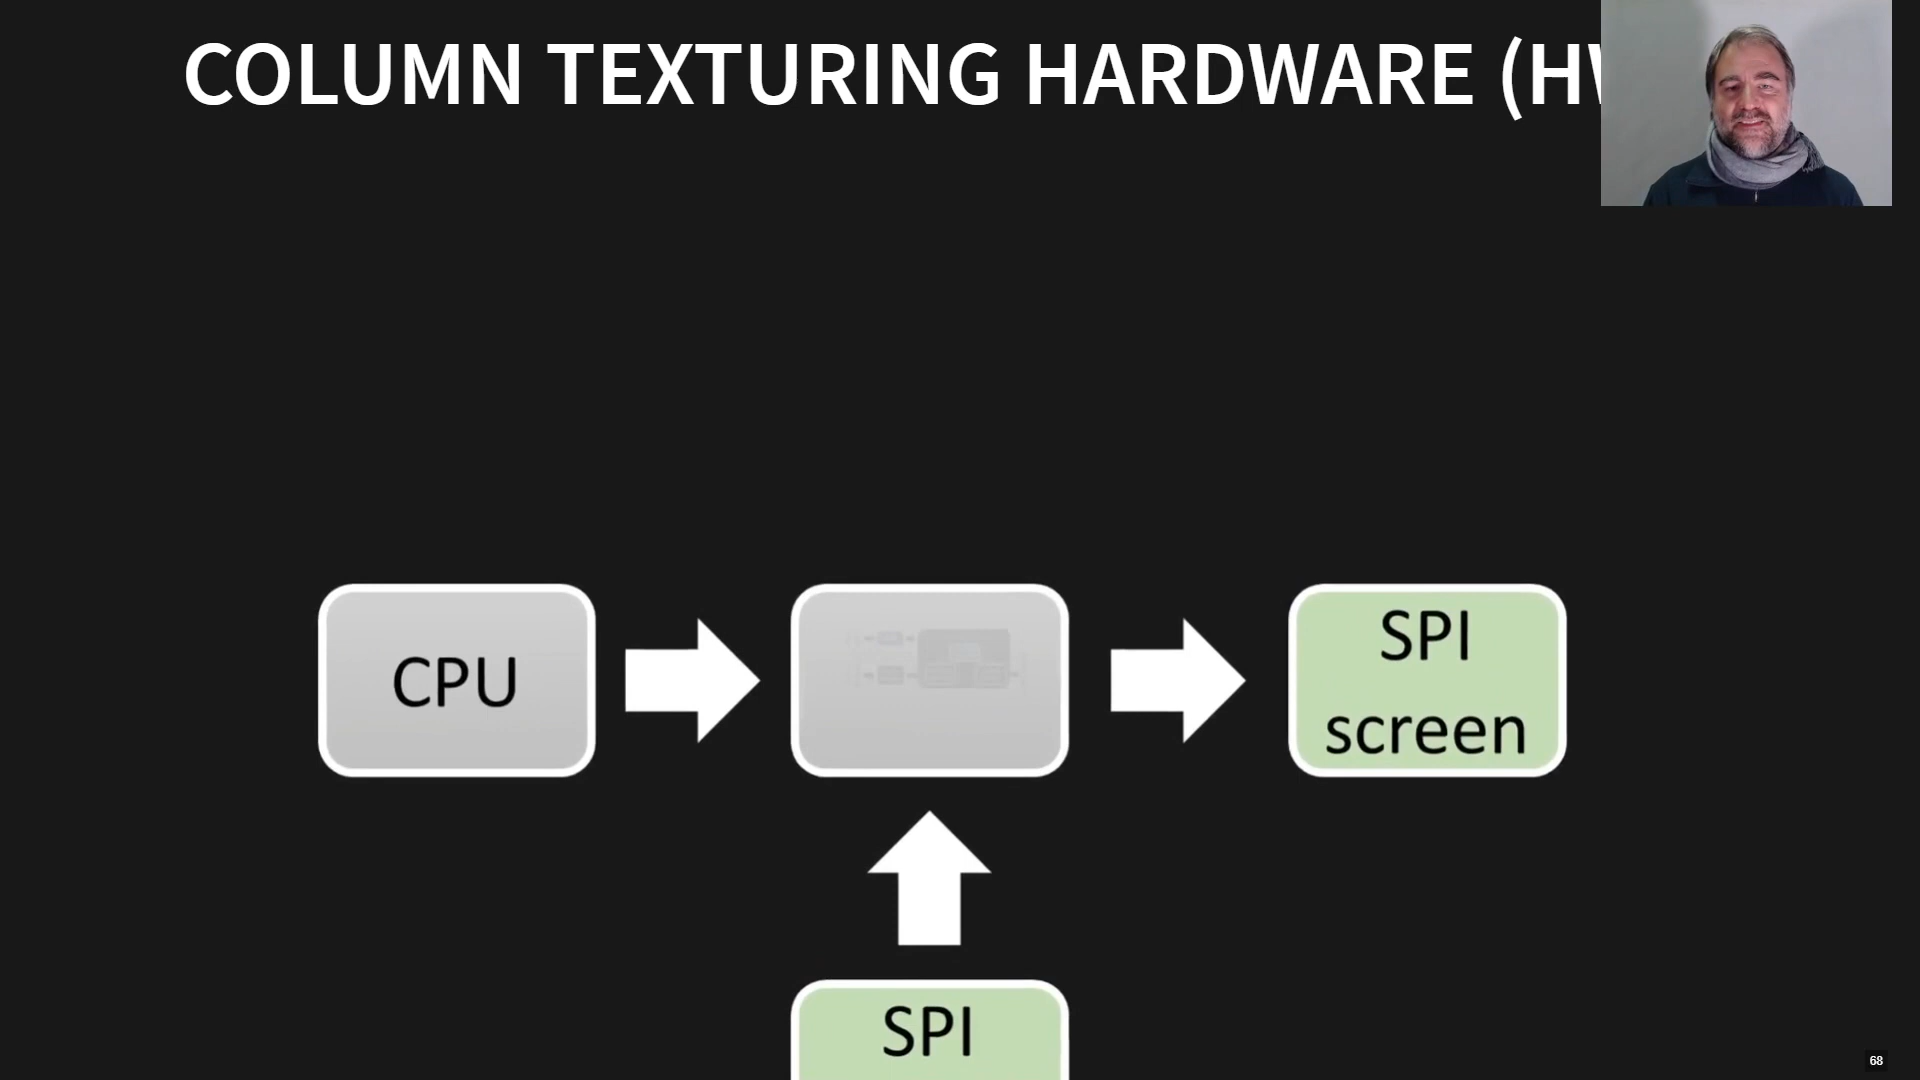 COLUMN TEXTURING HARDWARE (HW
CPU
SPI
screen
SPI
68